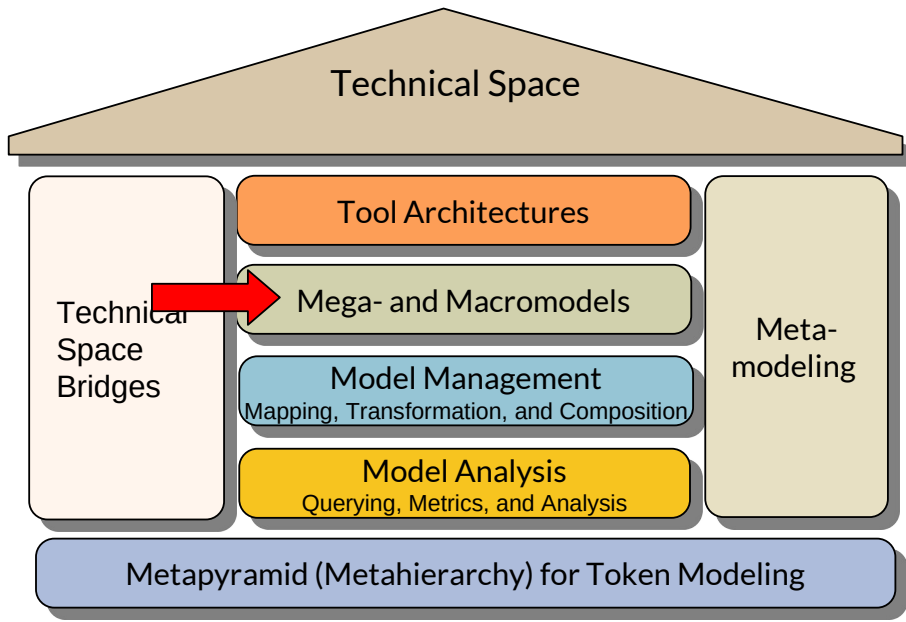 Technical Space
Tool Architectures
Technical
Space
Bridges
Mega- and Macromodels
Meta-
modeling
Model Management
Mapping, Transformation, and Composition
Model Analysis
Querying, Metrics, and Analysis
Metapyramid (Metahierarchy) for Token Modeling